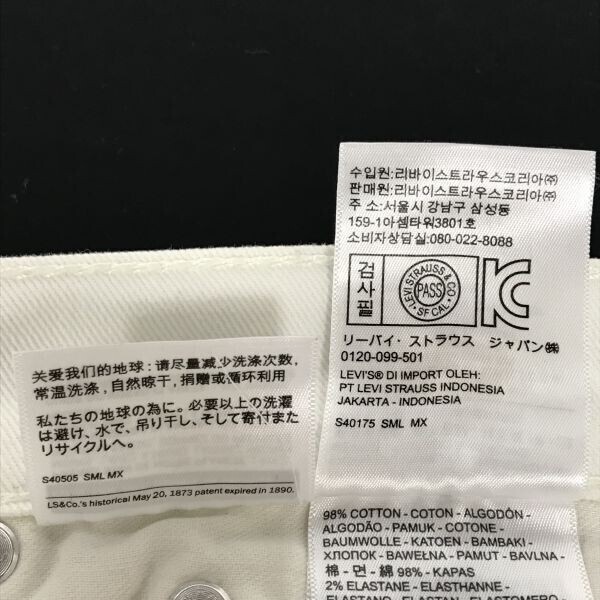 수입원:리바이스트라우스코리아㈜
판매원:리바이스트라우스코리아㈜
주 소:서울시 강남구 삼성동
159-1아셈타워3801호
소비자상담실:080-022-8088
검사필
LEVI STRAUSS & CO
PASS
SF CAL.
リーバイ・ストラウス ジャパン㈱
0120-099-501
LEVI'S® DI IMPORT OLEH:
PT LEVI STRAUSS INDONESIA
JAKARTA - INDONESIA
S40175 SML MX
关爱我们的地球:请尽量减少洗涤次数,
常温洗涤,自然晾干,捐赠或循环利用
私たちの地球の為に。必要以上の洗濯
は避け、水で、吊り干し、そして寄付また
リサイクルへ。
S40505 SML MX
LS&Co.'s historical May 20, 1873 patent expired in 1890.
98% COTTON - COTON - ALGODÓN -
ALGODÃO - PAMUK - COTONE -
BAUMWOLLE - KATOEN - BAMBAKI -
ХЛОПОК - BAWEŁNA - PAMUT - BAVLNA -
棉 - 면 - 綿 98% - KAPAS
2% ELASTANE - ELASTHANNE -
ELASTAN - ELASTANO - ELASTOMERO -